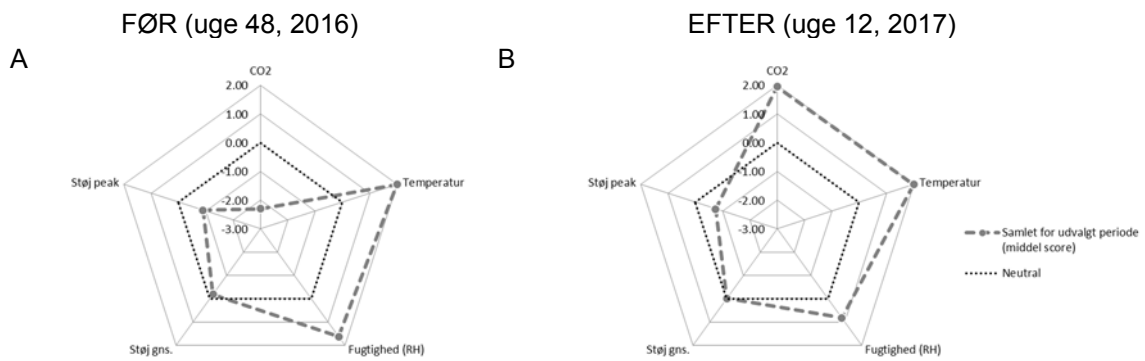 FØR (uge 48, 2016)
EFTER (uge 12, 2017)
A
B
CO2
2.00
1.00
0.00
-1.00
-2.00
-3.00
Støj peak
Temperatur
Støj gns.
Fugtighed (RH)
CO2
2.00
1.00
0.00
-1.00
-2.00
-3.00
Støj peak
Temperatur
Støj gns.
Fugtighed (RH)
Samlet for udvalgt periode
(middel score)
Neutral